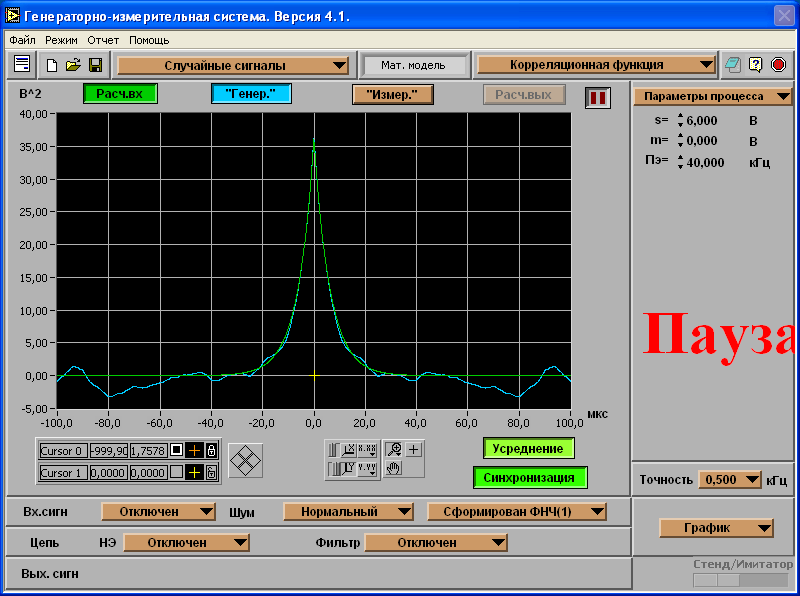 Генераторно-измерительная система. Версия 4.1.
Файл Режим Отчет Помощь
Случайные сигналы Мат. модель Корреляционная функция
В^2 Расч.вх "Генер." "Измер." Расч.вых
Параметры процесса
s= 6,000 В
m= 0,000 В
Пэ= 40,000 кГц
40,00
35,00
30,00
25,00
20,00
15,00
10,00
5,00
0,00
-5,00
-100,0 -80,0 -60,0 -40,0 -20,0 0,0 20,0 40,0 60,0 80,0 100,0 мкс
Пауза
Cursor 0 -999,90 1,7578
Cursor 1 0,0000 0,0000
X X.XX
Y Y.YY
Усреднение
Синхронизация
Точность 0,500 кГц
Вх.сигн Отключен Шум Нормальный Сформирован ФНЧ(1)
График
Цепь НЭ Отключен Фильтр Отключен
Стенд/Имитатор
Вых. сигн